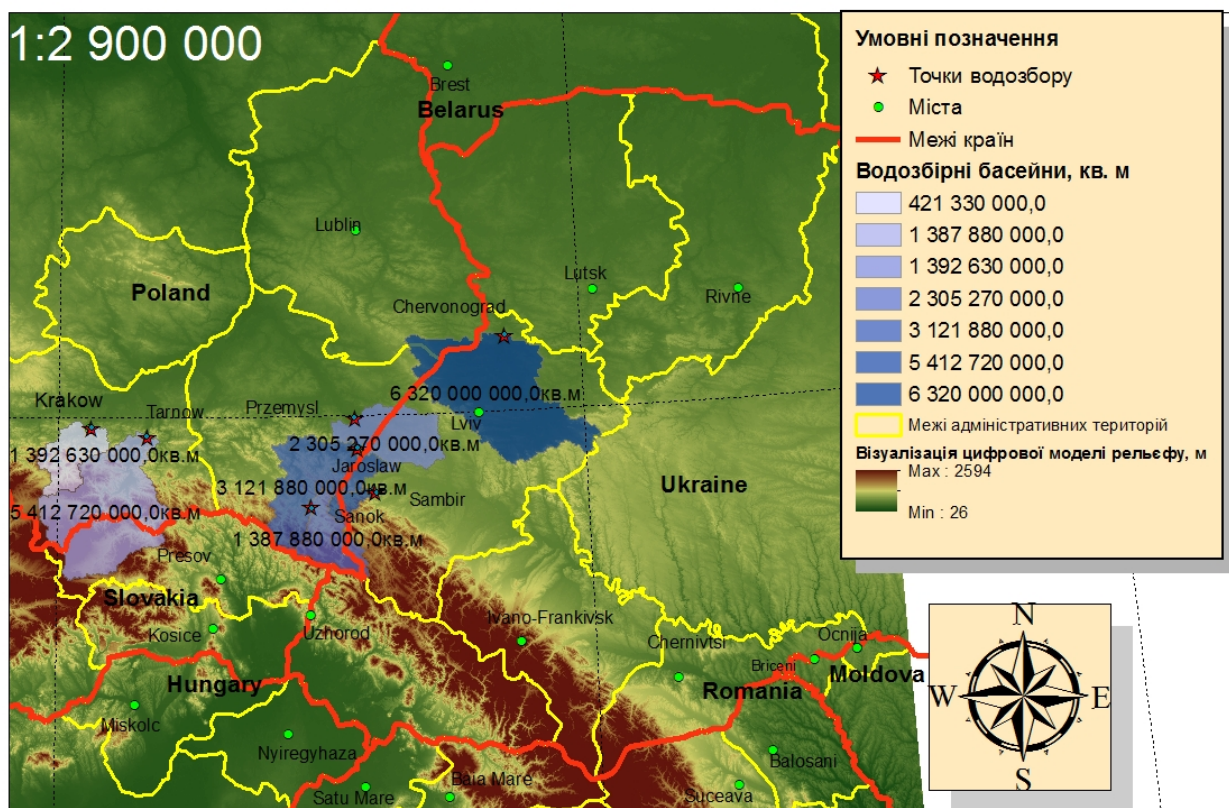 1:2 900 000
Brest
Belarus
Lublin
Poland
Lutsk
Rivne
Chervonograd
Krakow
Tarnow
Przemysl
6 320 000 000,0кв.м
Lviv
1 392 630 000,0кв.м
2 305 270 000,0кв.м
Jaroslaw
3 121 880 000,0кв.м
Sambir
Ukraine
5 412 720 000,0кв.м
Sanok
1 387 880 000,0кв.м
Presov
Slovakia
Kosice
Uzhorod
Ivano-Frankivsk
Chernivtsi
Ocnija
Briceni
Moldova
Hungary
Romania
Miskolc
Nyiregyhaza
Balosani
Baia Mare
Satu Mare
Suceava
Умовні позначення
Точки водозбору
Міста
Межі країн
Водозбірні басейни, кв. м
421 330 000,0
1 387 880 000,0
1 392 630 000,0
2 305 270 000,0
3 121 880 000,0
5 412 720 000,0
6 320 000 000,0
Межі адміністративних територій
Візуалізація цифрової моделі рельєфу, м
Max : 2594
Min : 26
N
W
E
S